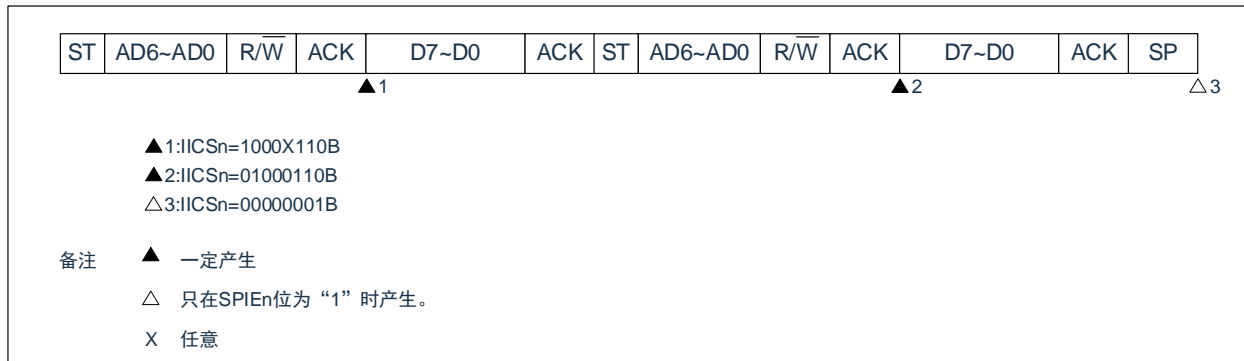 ST AD6~AD0 R/W̅ ACK D7~D0 ACK ST AD6~AD0 R/W̅ ACK D7~D0 ACK SP
▲1 ▲2 △3
▲1:IICSn=1000X110B
▲2:IICSn=01000110B
△3:IICSn=00000001B
备注 ▲ 一定产生
△ 只在SPIEn位为“1”时产生。
X 任意